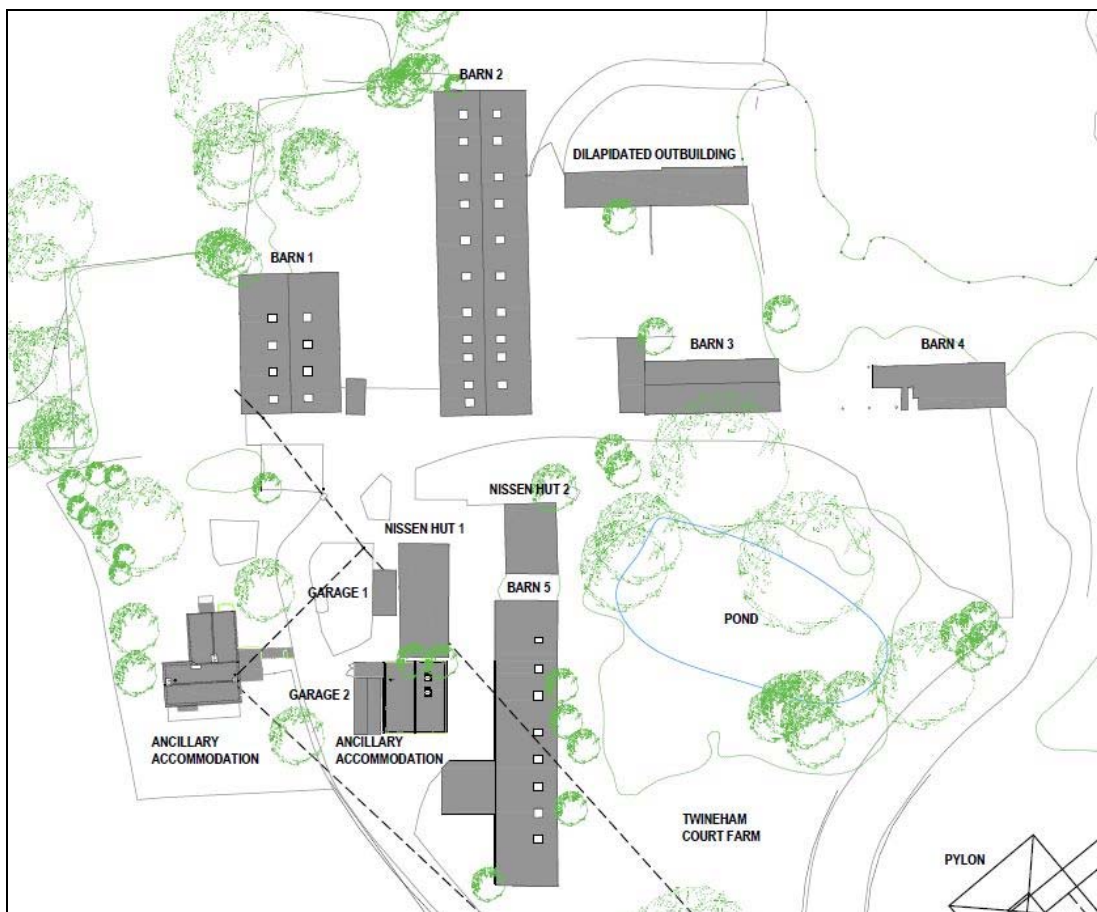 BARN 2
DILAPIDATED OUTBUILDING
BARN 1
BARN 3
BARN 4
NISSEN HUT 2
NISSEN HUT 1
GARAGE 1
BARN 5
POND
GARAGE 2
ANCILLARY
ACCOMMODATION
ANCILLARY
ACCOMMODATION
TWINEHAM
COURT FARM
PYLON